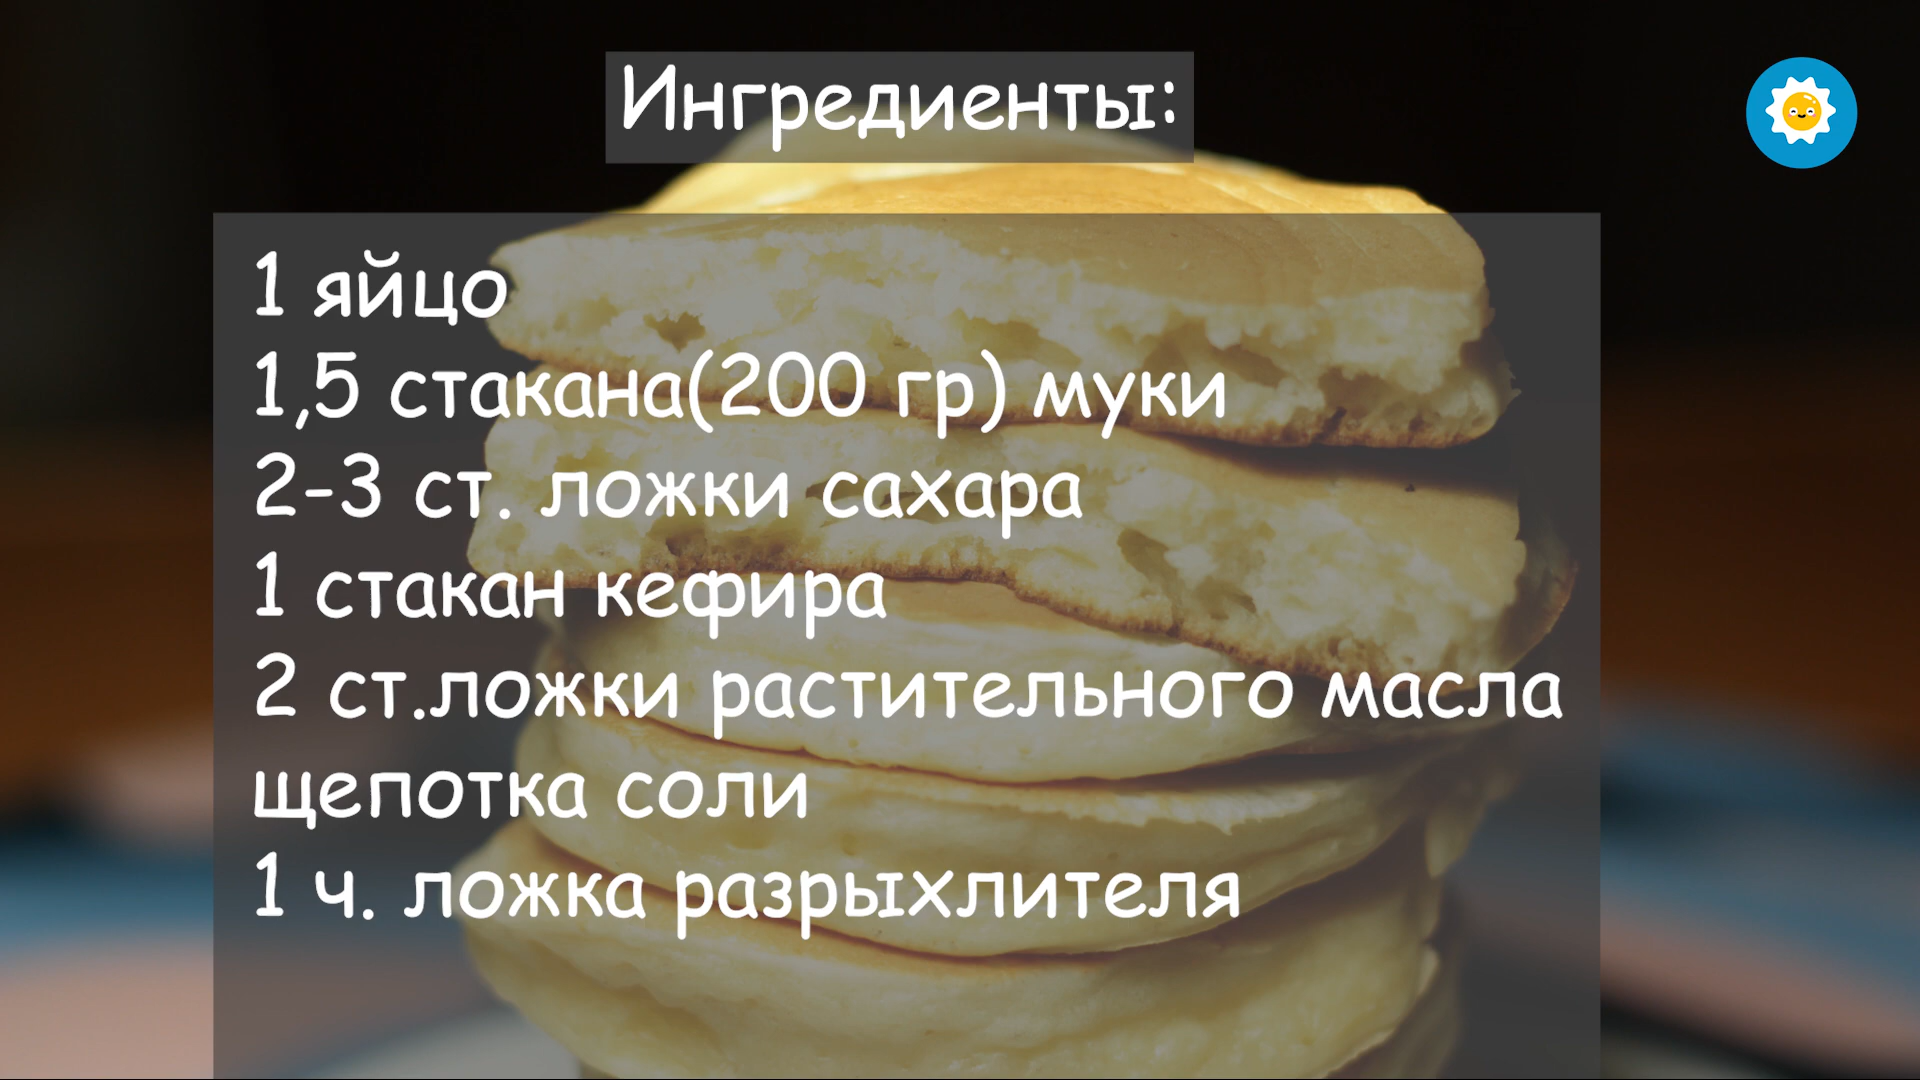 Ингредиенты:
1 яйцо
1,5 стакана(200 гр) муки
2-3 ст. ложки сахара
1 стакан кефира
2 ст.ложки растительного масла
щепотка соли
1 ч. ложка разрыхлителя